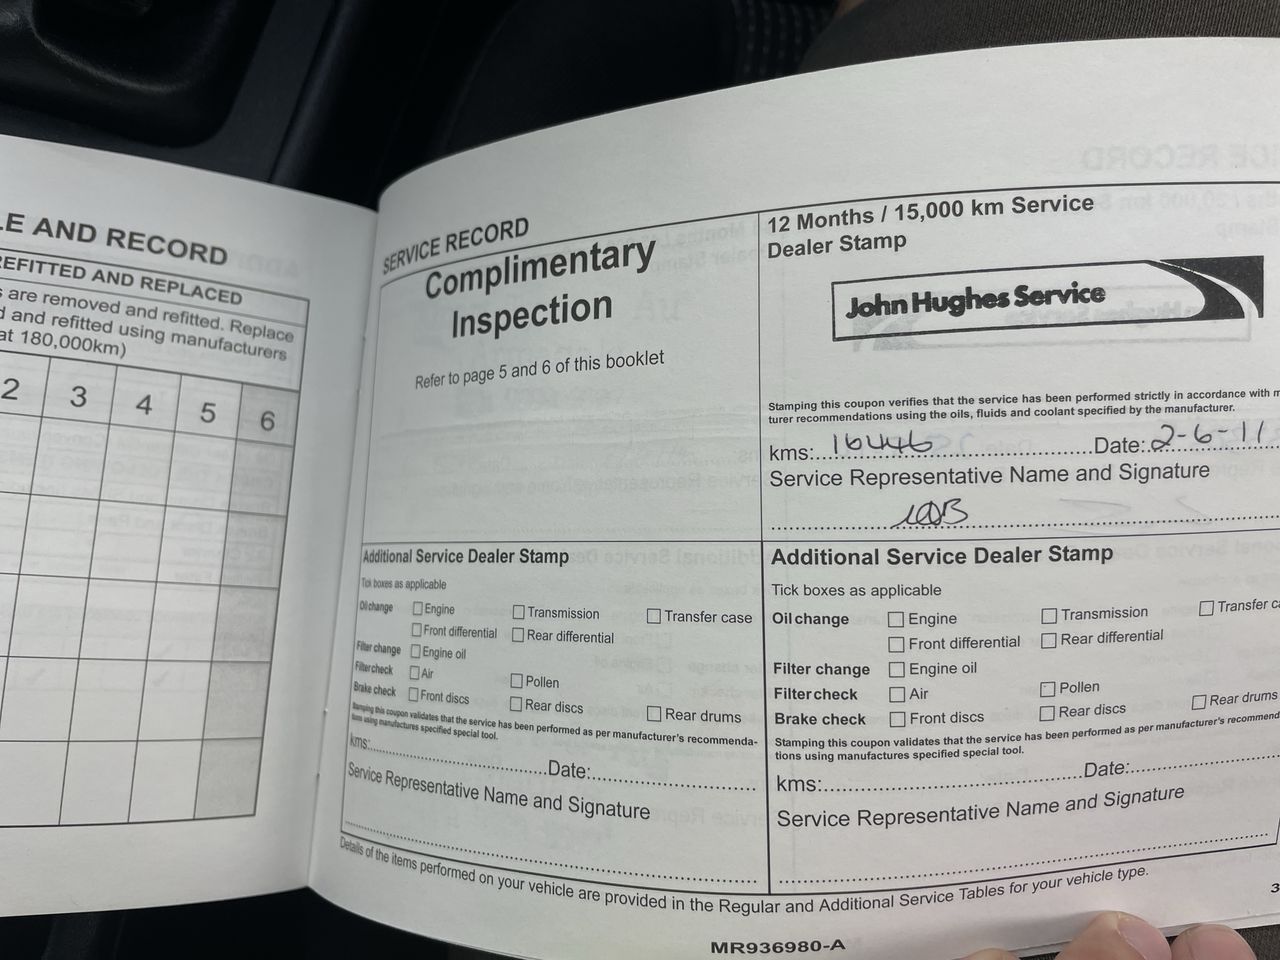 LE AND RECORD
REFITTED AND REPLACED
s are removed and refitted. Replace
d and refitted using manufacturers
at 180,000km)
2 3 4 5 6
SERVICE RECORD
Complimentary
Inspection
Refer to page 5 and 6 of this booklet
Additional Service Dealer Stamp
Tick boxes as applicable
Oil change Engine Transmission Transfer case
Front differential Rear differential
Filter change Engine oil
Filter check Air Pollen
Brake check Front discs Rear discs Rear drums
Stamping this coupon validates that the service has been performed as per manufacturer's recommenda-
tions using manufactures specified special tool.
kms: Date:
Service Representative Name and Signature
12 Months / 15,000 km Service
Dealer Stamp
John Hughes Service
Stamping this coupon verifies that the service has been performed strictly in accordance with m
turer recommendations using the oils, fluids and coolant specified by the manufacturer.
kms: 16446 Date: 2-6-11
Service Representative Name and Signature
Additional Service Dealer Stamp
Tick boxes as applicable
Oil change Engine Transmission Transfer ca
Front differential Rear differential
Filter change Engine oil
Filter check Air Pollen
Brake check Front discs Rear discs Rear drums
Stamping this coupon validates that the service has been performed as per manufacturer's recommend
tions using manufactures specified special tool.
kms: Date:
Service Representative Name and Signature
Details of the items performed on your vehicle are provided in the Regular and Additional Service Tables for your vehicle type.
3
MR936980-A